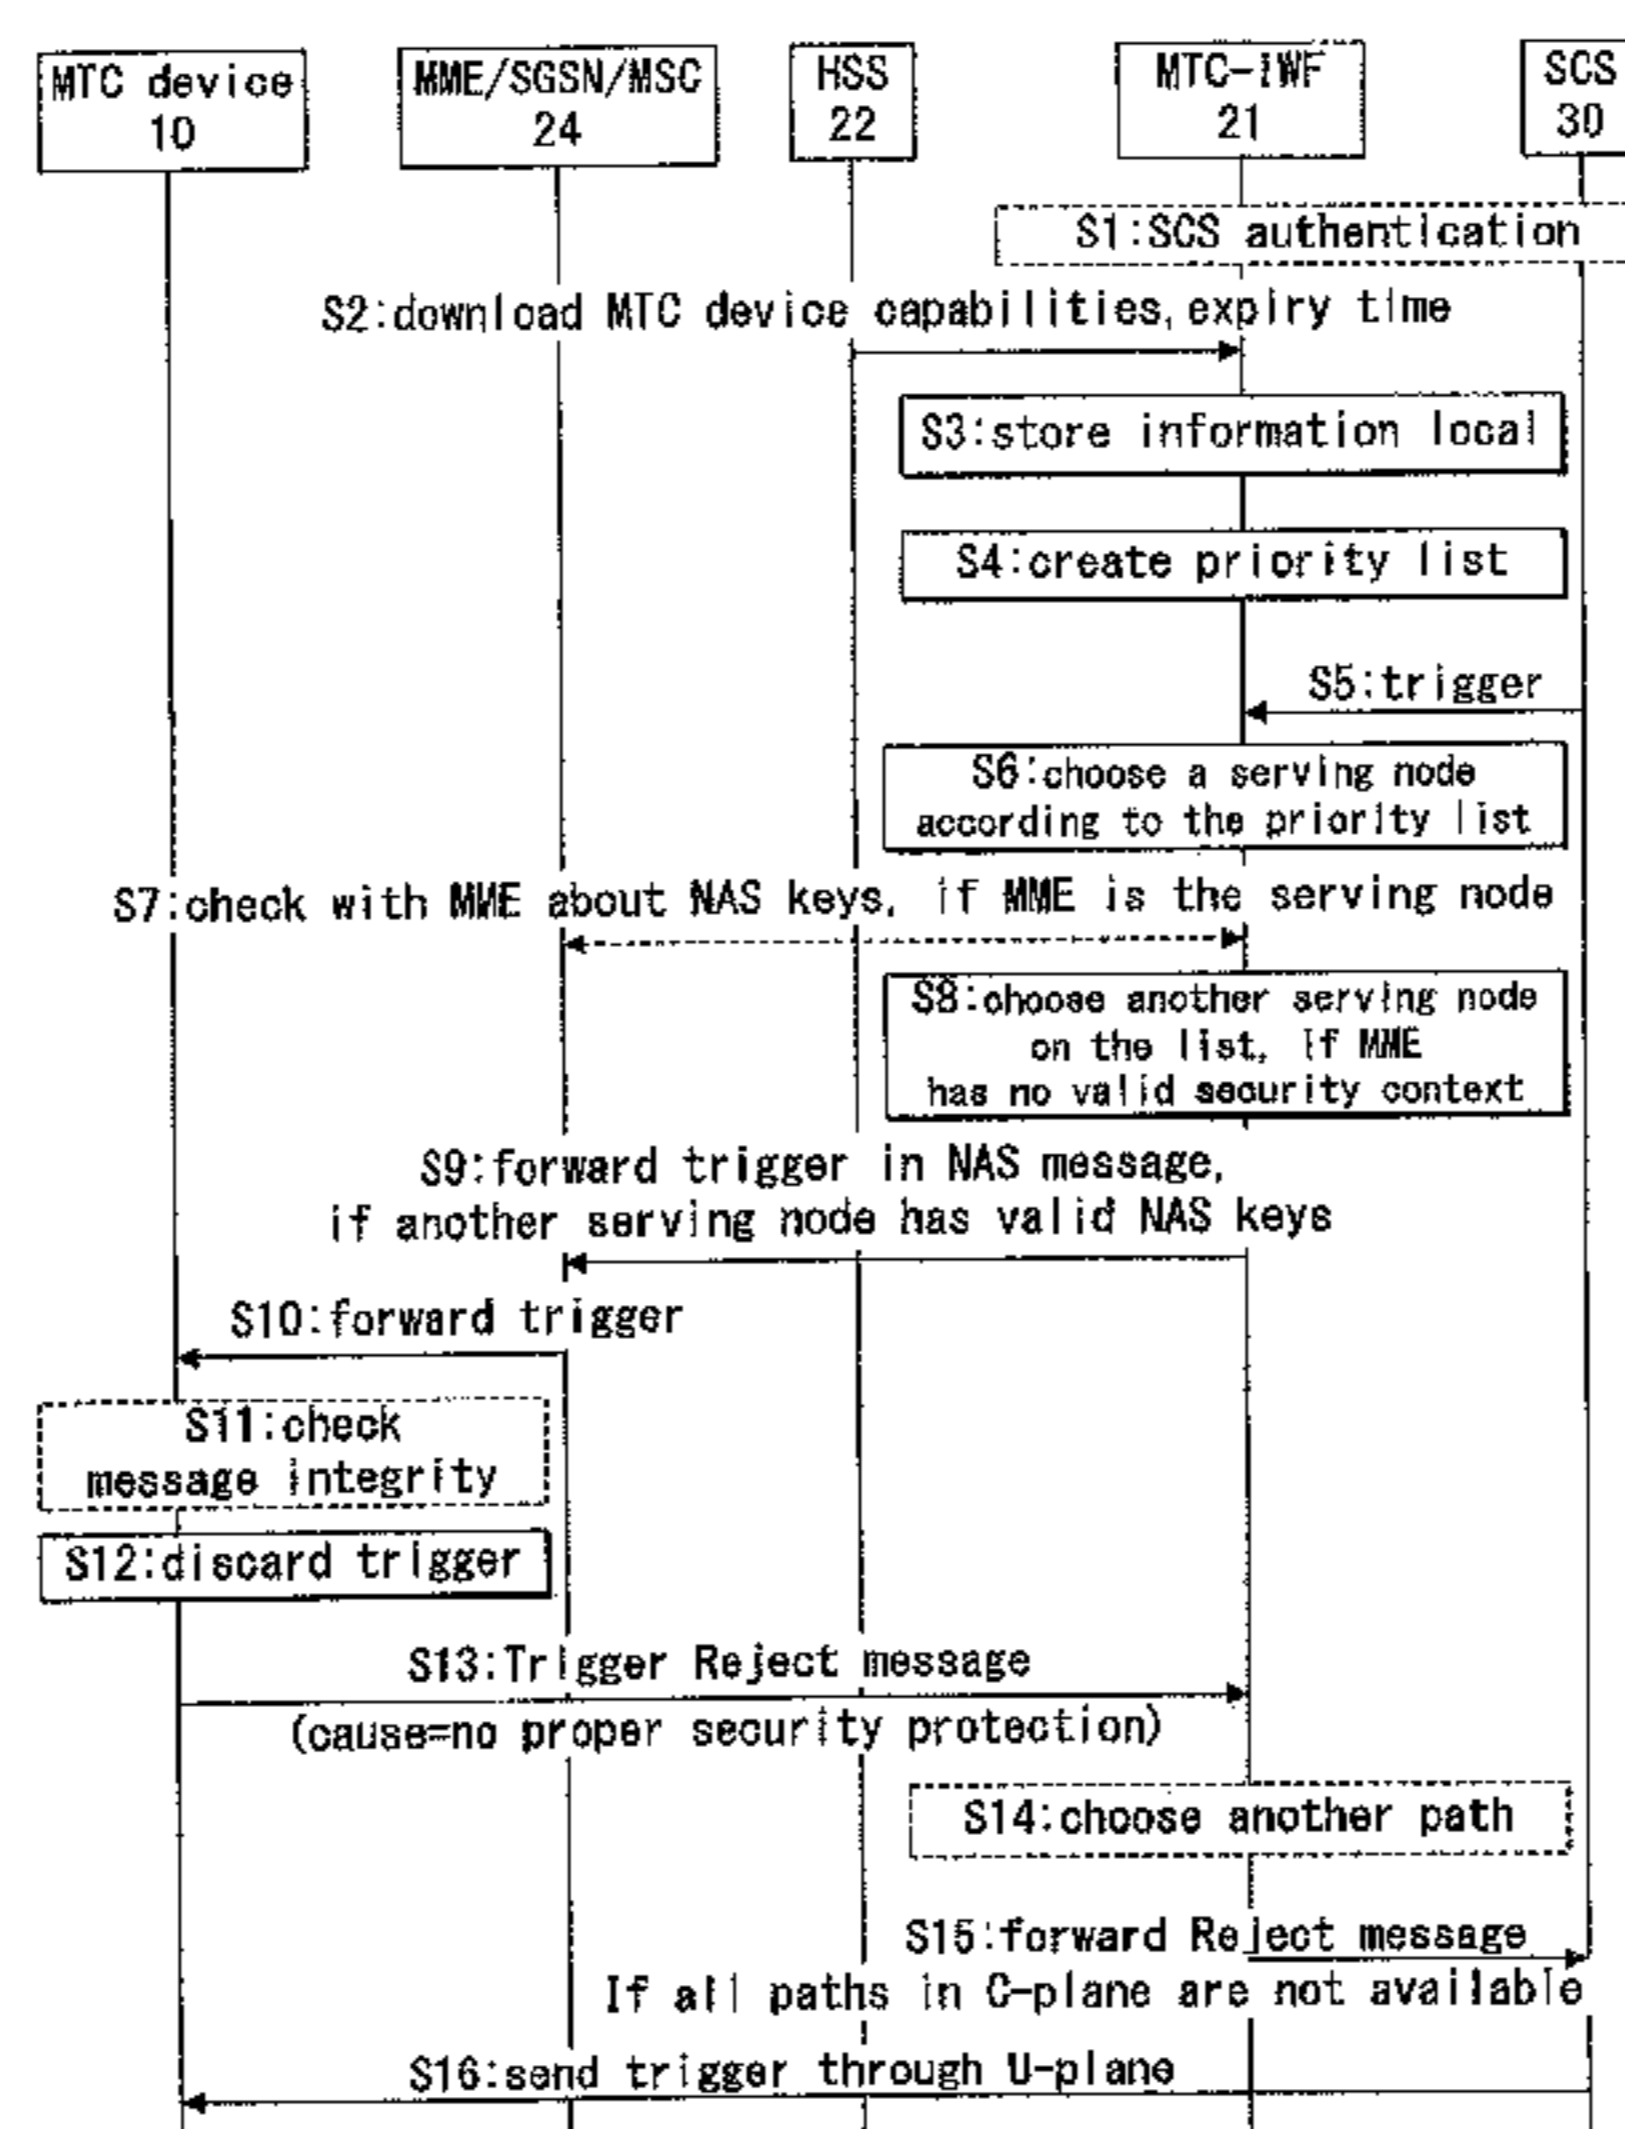 MTC device
10
MME/SGSN/MSC
24
HSS
22
MTC-IWF
21
SCS
30
S1:SCS authentication
S2:download MTC device capabilities,expiry time
S3:store information local
S4:create priority list
S5:trigger
S6:choose a serving node
according to the priority list
S7:check with MME about NAS keys, if MME is the serving node
S8:choose another serving node
on the list, if MME
has no valid security context
S9:forward trigger in NAS message,
if another serving node has valid NAS keys
S10:forward trigger
S11:check
message integrity
S12:discard trigger
S13:Trigger Reject message
(cause=no proper security protection)
S14:choose another path
S15:forward Reject message
If all paths in C-plane are not available
S16:send trigger through U-plane